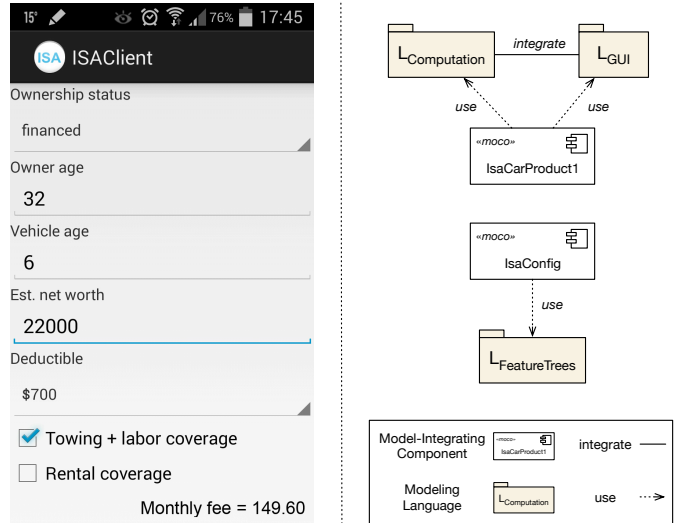 15°
76%
17:45
ISA
ISAClient
Ownership status
financed
Owner age
32
Vehicle age
6
Est. net worth
22000
Deductible
$700
Towing + labor coverage
Rental coverage
Monthly fee = 149.60
LComputation
integrate
LGUI
use
use
«moco»
IsaCarProduct1
«moco»
IsaConfig
use
LFeatureTrees
Model-Integrating
Component
«moco»
IsaCarProduct1
integrate
Modeling
Language
LComputation
use